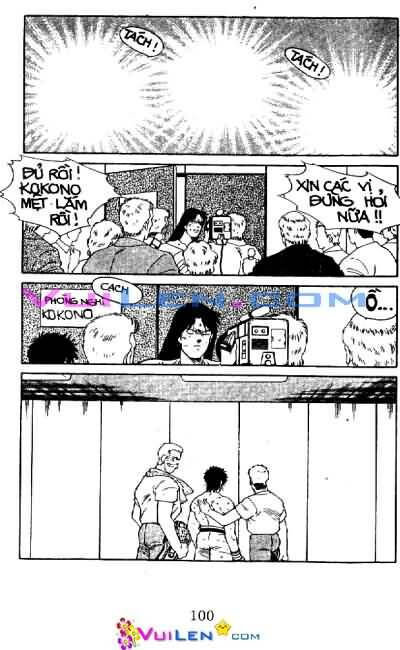 TÁCH!
TÁCH!
ĐỦ RỒI!
KOKONO
MỆT LẮM
RỒI!
XIN CÁC VỊ
ĐỪNG HỎI
NỮA!!
CẠCH
PHÒNG NGHỈ
KOKONO
Ồ...
VUILEN.COM
100
VUILEN.COM